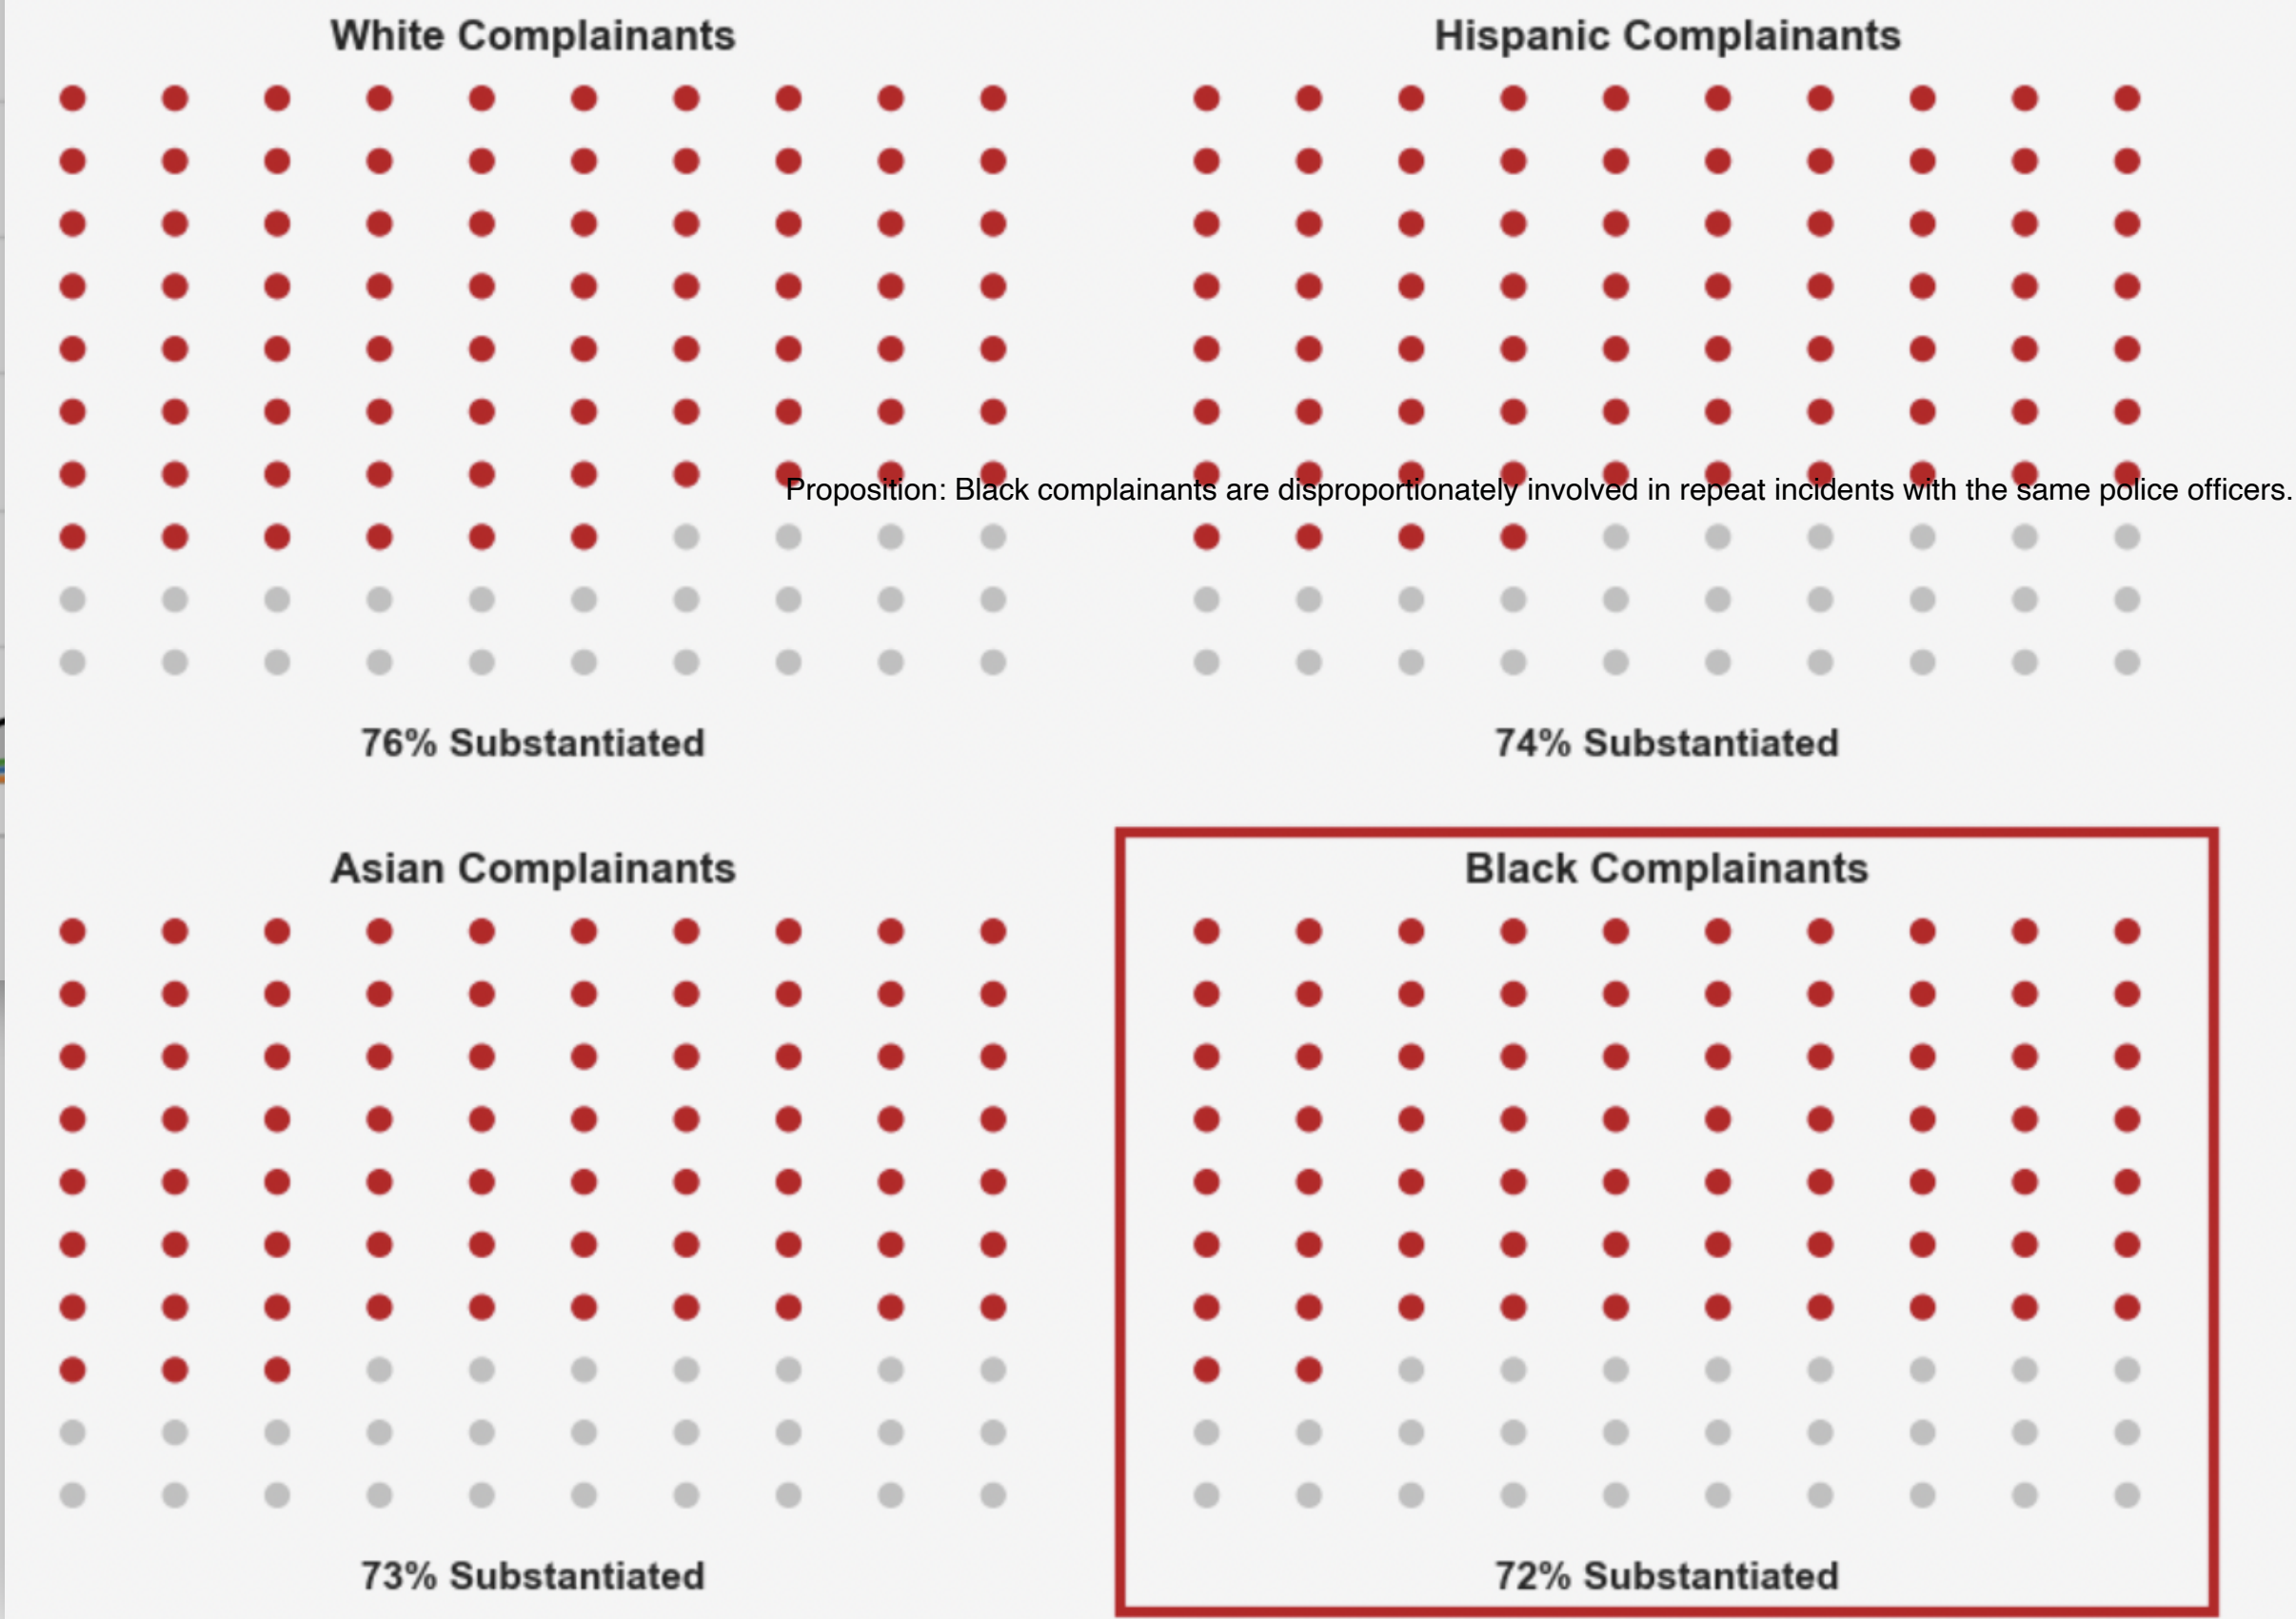 White Complainants
Hispanic Complainants
Proposition: Black complainants are disproportionately involved in repeat incidents with the same police officers.
76% Substantiated
74% Substantiated
Asian Complainants
Black Complainants
73% Substantiated
72% Substantiated